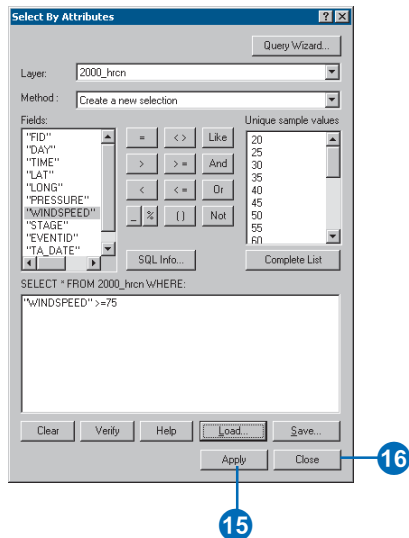 Select By Attributes
Query Wizard...
Layer: 2000_hrcn
Method : Create a new selection
Fields: Unique sample values
"FID"
"DAY"
"TIME"
"LAT"
"LONG"
"PRESSURE"
"WINDSPEED"
"STAGE"
"EVENTID"
"TA_DATE"
= < > Like
> > = And
< < = Or
_ % ( ) Not
20
25
30
35
40
45
50
55
60
SQL Info... Complete List
SELECT * FROM 2000_hrcn WHERE:
"WINDSPEED" >=75
Clear Verify Help Load... Save...
Apply Close
16
15